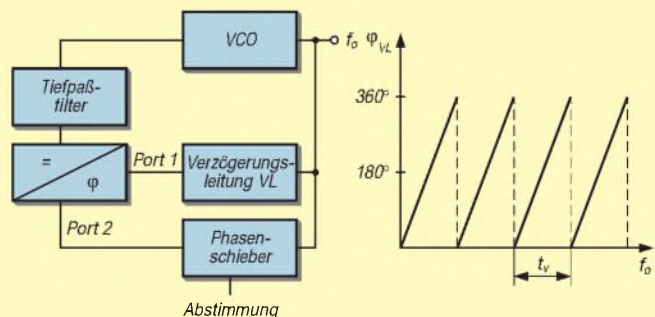 VCO
f₀
φ_VL
Tiefpaß-
filter
360°
=
φ
Port 1
Verzögerungs-
leitung VL
180°
Port 2
Phasen-
schieber
t_v
f₀
Abstimmung